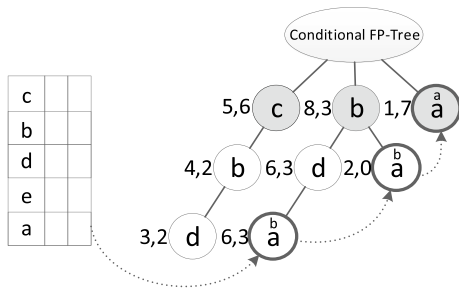 Conditional FP-Tree
c
b
d
e
a
5,6 c 8,3 b 1,7 a a
4,2 b 6,3 d 2,0 b a
3,2 d 6,3 b a